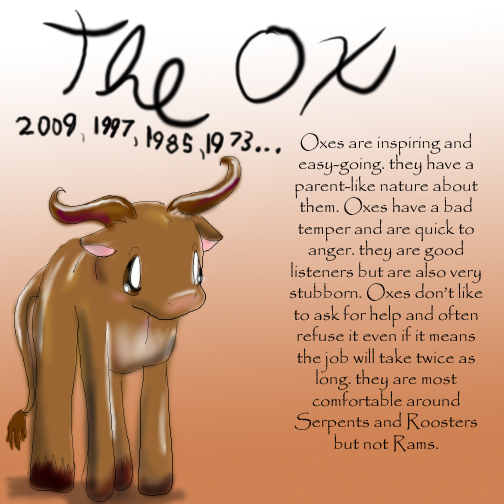 The Ox
2009, 1997, 1985, 1973...
Oxes are inspiring and
easy-going. they have a
parent-like nature about
them. Oxes have a bad
temper and are quick to
anger. they are good
listeners but are also very
stubborn. Oxes don't like
to ask for help and often
refuse it even if it means
the job will take twice as
long. they are most
comfortable around
Serpents and Roosters
but not Rams.